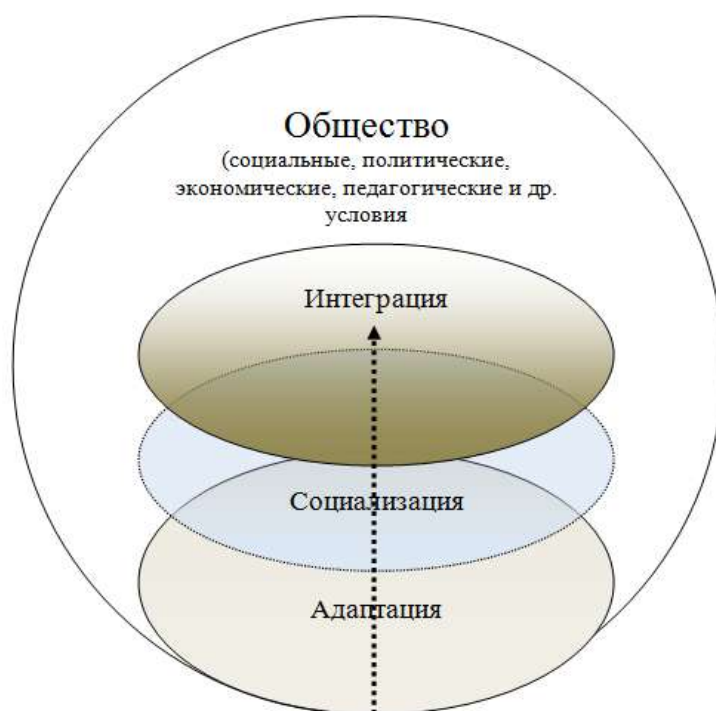 Общество
(социальные, политические,
экономические, педагогические и др.
условия
Интеграция
Социализация
Адаптация